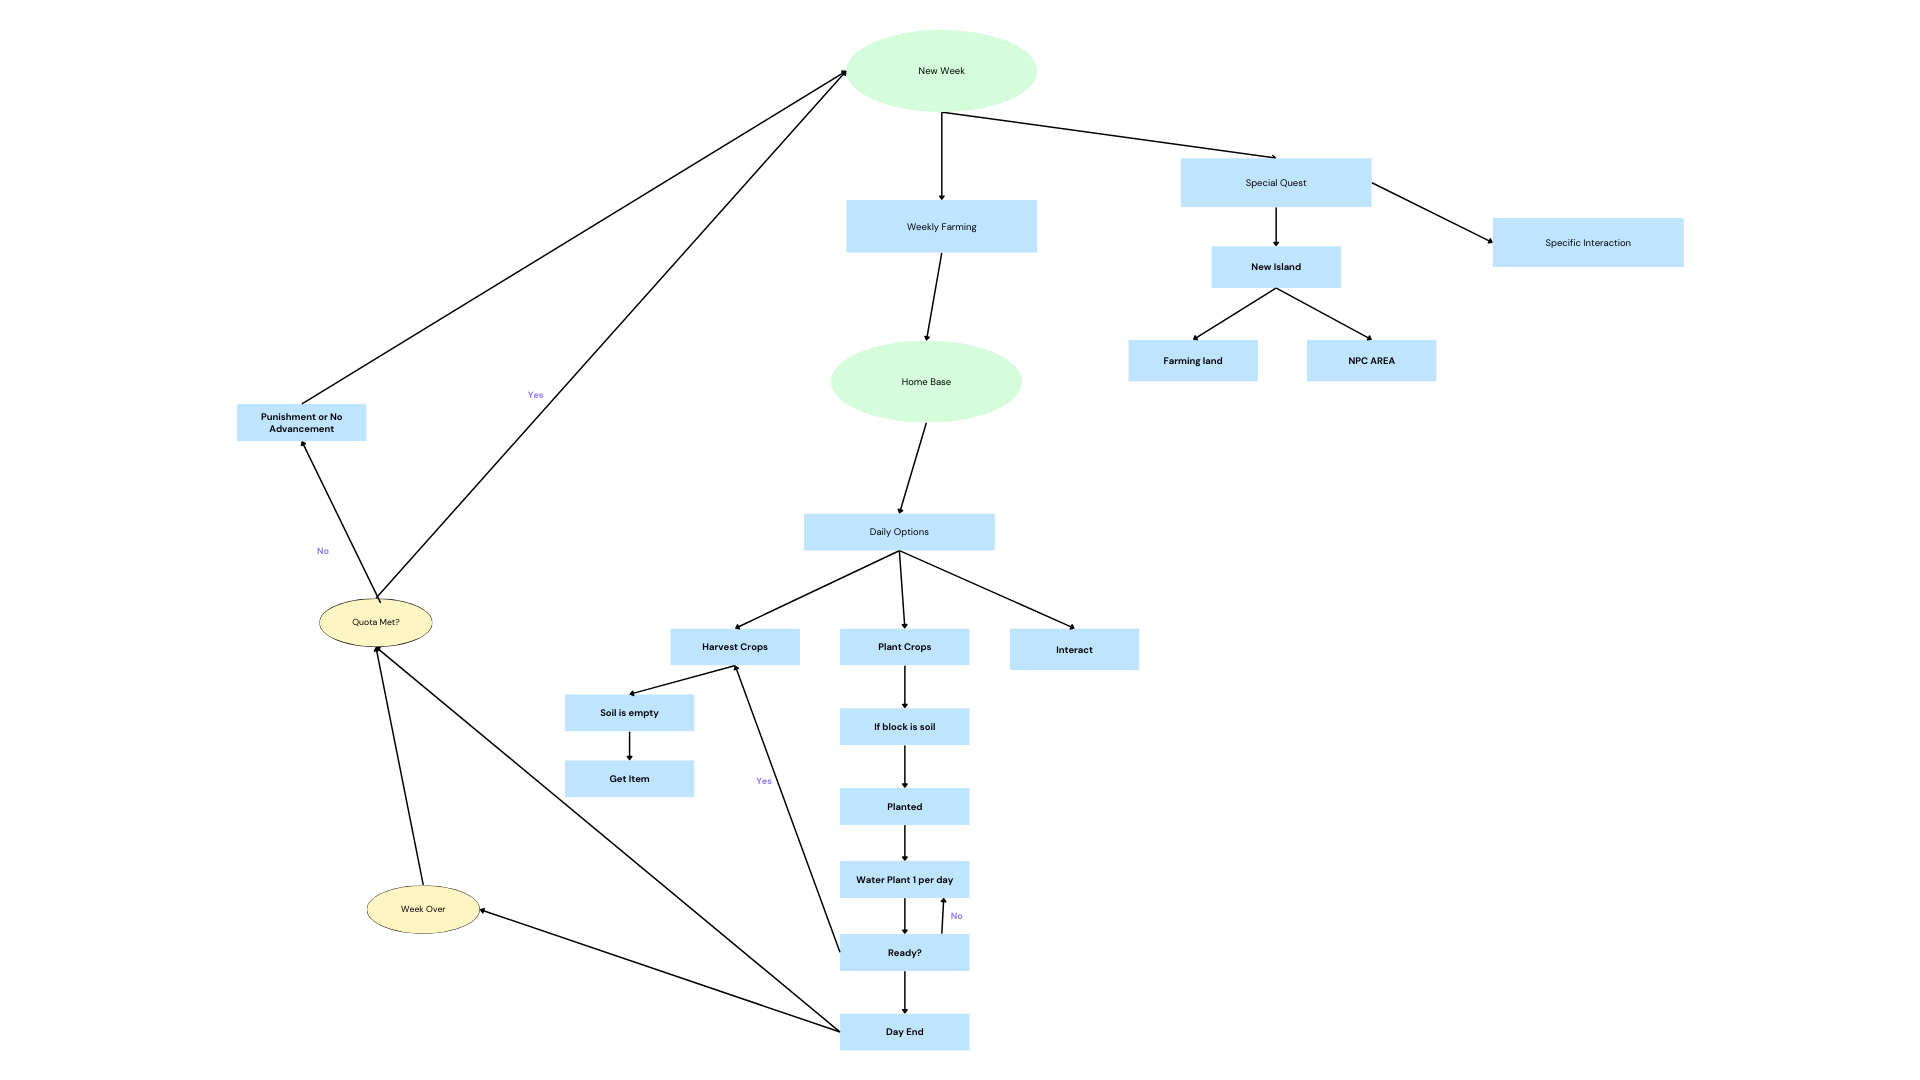 New Week
Special Quest
Weekly Farming
Specific Interaction
New Island
Farming land
NPC AREA
Home Base
Yes
Punishment or No
Advancement
Daily Options
No
Quota Met?
Harvest Crops
Plant Crops
Interact
Soil is empty
If block is soil
Get Item
Yes
Planted
Water Plant 1 per day
Week Over
No
Ready?
Day End